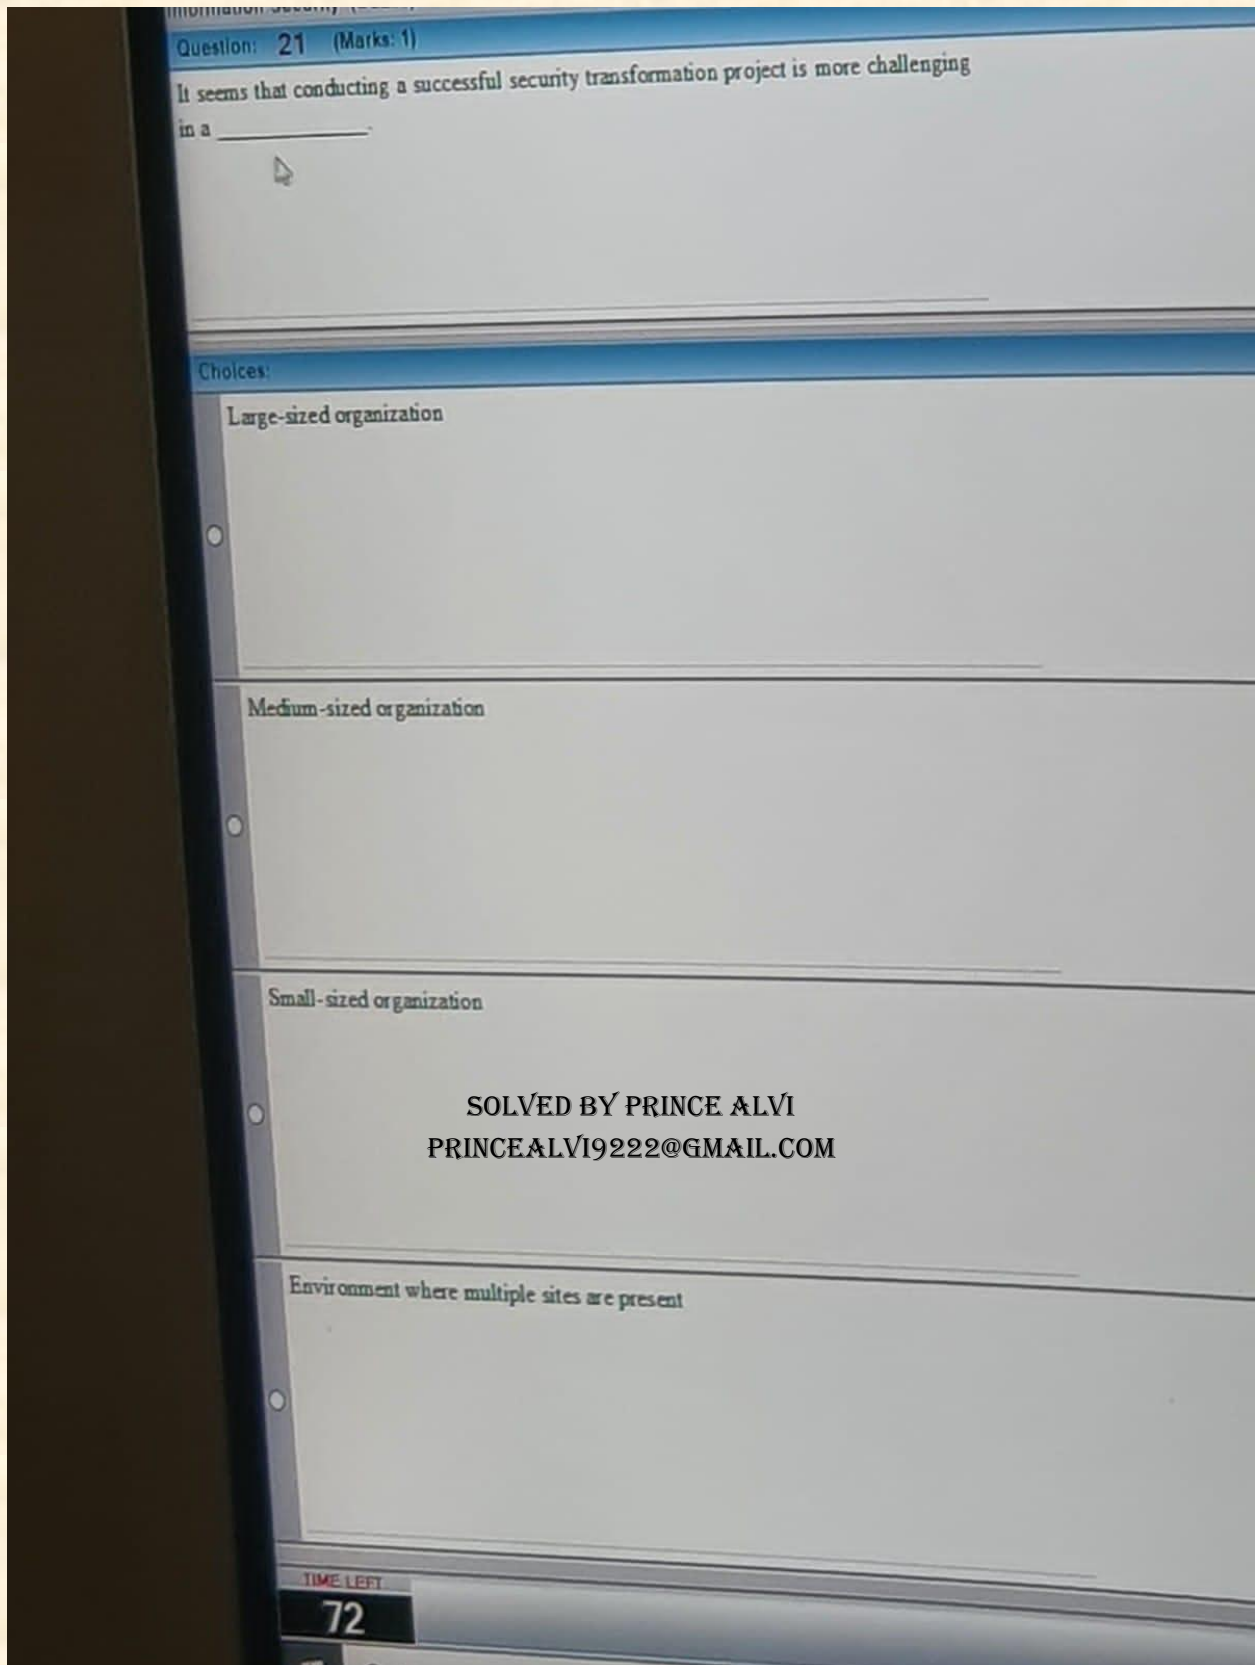 Information Security
Question: 21 (Marks: 1)
It seems that conducting a successful security transformation project is more challenging
in a ____________.
Choices:
Large-sized organization
Medium-sized organization
Small-sized organization
SOLVED BY PRINCE ALVI
PRINCEALVI9222@GMAIL.COM
Environment where multiple sites are present
TIME LEFT
72